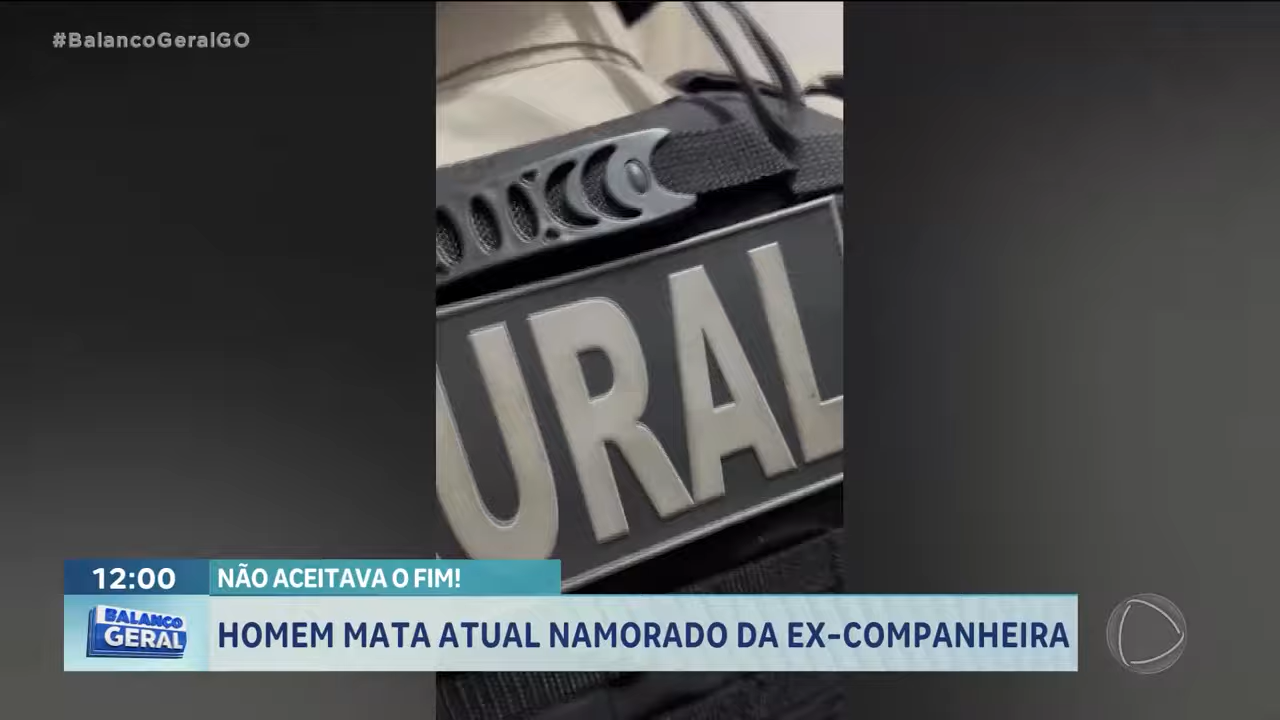 #BalancoGeralGO
URAL
12:00
NÃO ACEITAVA O FIM!
BALANCO
GERAL
HOMEM MATA ATUAL NAMORADO DA EX-COMPANHEIRA